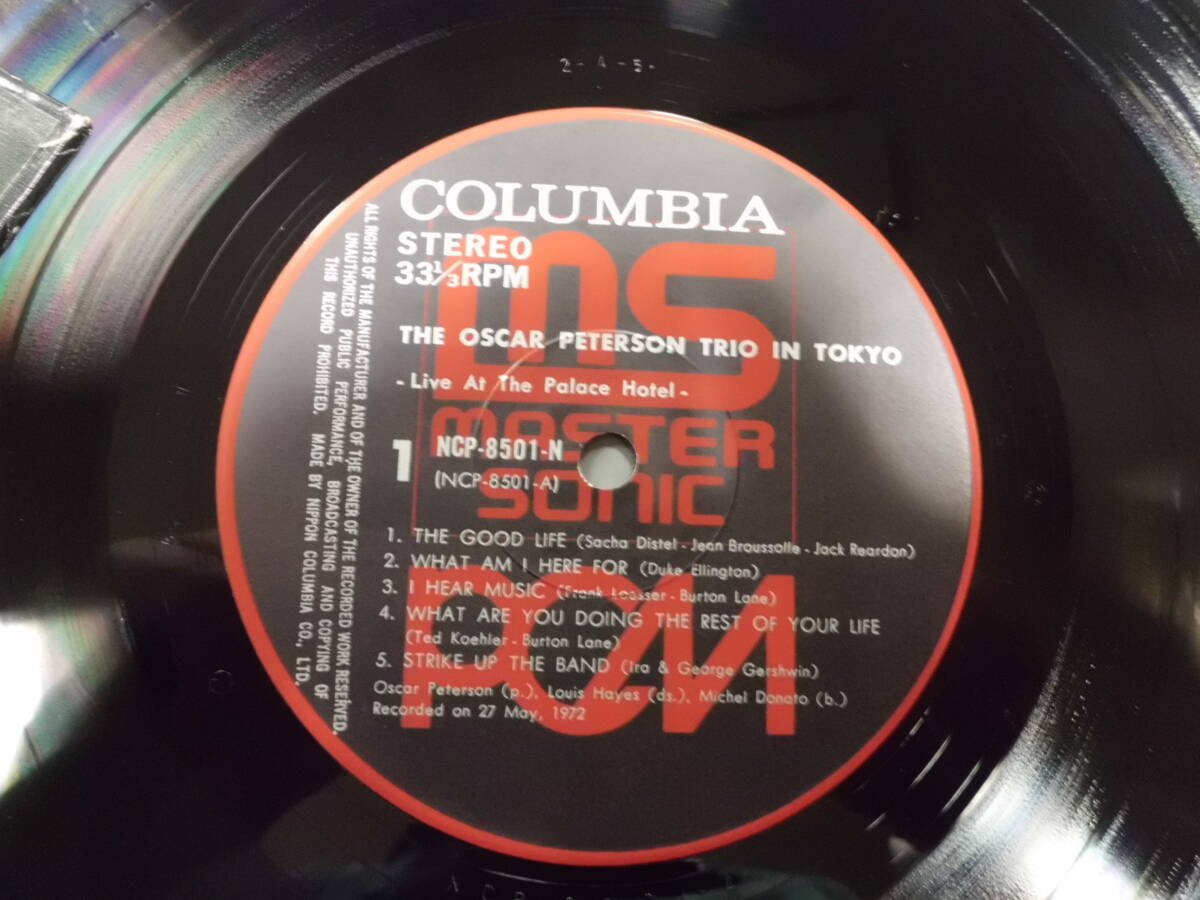 2-A-5-
COLUMBIA
STEREO
33⅓RPM
MS
MASTER
SONIC
PCM
THE OSCAR PETERSON TRIO IN TOKYO
-Live At The Palace Hotel-
1
NCP-8501-N
(NCP-8501-A)
1. THE GOOD LIFE (Sacha Distel-Jean Broussolle-Jack Reardon)
2. WHAT AM I HERE FOR (Duke Ellington)
3. I HEAR MUSIC (Frank Loesser-Burton Lane)
4. WHAT ARE YOU DOING THE REST OF YOUR LIFE
(Ted Koehler-Burton Lane)
5. STRIKE UP THE BAND (Ira & George Gershwin)
Oscar Peterson (p.), Louis Hayes (ds.), Michel Donato (b.)
Recorded on 27 May, 1972
ALL RIGHTS OF THE MANUFACTURER AND OF THE OWNER OF THE RECORDED WORK RESERVED.
UNAUTHORIZED PUBLIC PERFORMANCE, BROADCASTING AND COPYING OF
THIS RECORD PROHIBITED. MADE BY NIPPON COLUMBIA CO., LTD.